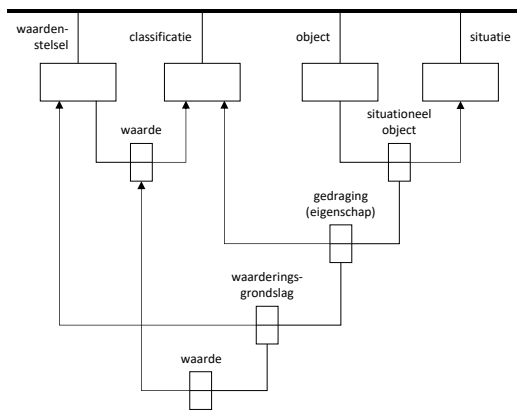 waarden-
stelsel
classificatie
object
situatie
waarde
situationeel
object
gedraging
(eigenschap)
waarderings-
grondslag
waarde